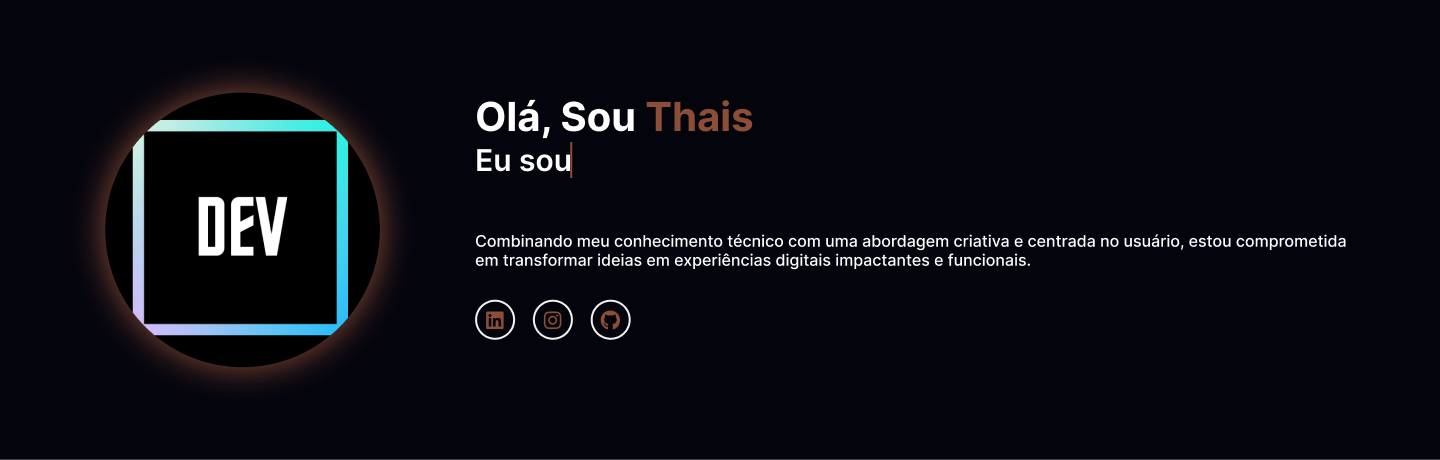 DEV
Olá, Sou Thais
Eu sou
Combinando meu conhecimento técnico com uma abordagem criativa e centrada no usuário, estou comprometida
em transformar ideias em experiências digitais impactantes e funcionais.
in